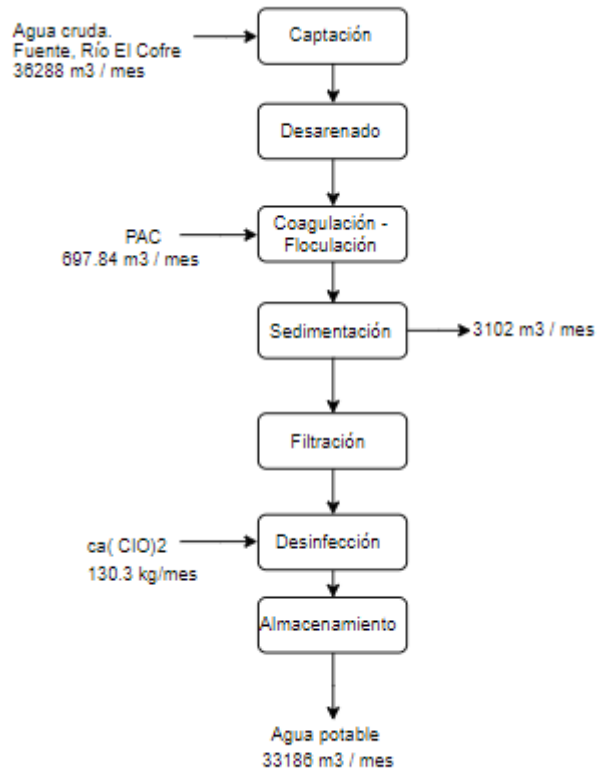 Agua cruda.
Fuente, Río El Cofre
36288 m3 / mes
Captación
Desarenado
PAC
697.84 m3 / mes
Coagulación -
Floculación
Sedimentación
3102 m3 / mes
Filtración
ca( ClO)2
130.3 kg/mes
Desinfección
Almacenamiento
Agua potable
33186 m3 / mes